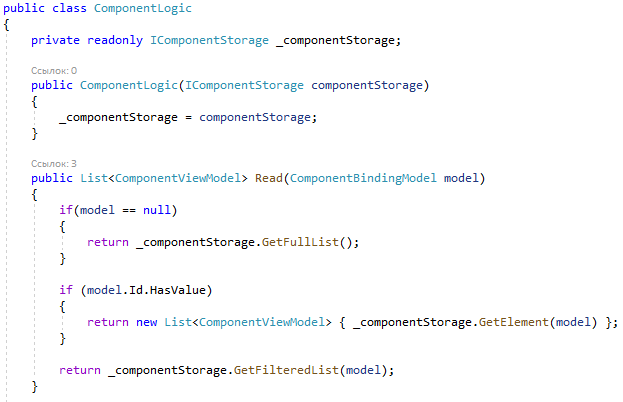 public class ComponentLogic
{
    private readonly IComponentStorage _componentStorage;
    Ссылок: 0
    public ComponentLogic(IComponentStorage componentStorage)
    {
        _componentStorage = componentStorage;
    }
    Ссылок: 3
    public List<ComponentViewModel> Read(ComponentBindingModel model)
    {
        if(model == null)
        {
            return _componentStorage.GetFullList();
        }
        if (model.Id.HasValue)
        {
            return new List<ComponentViewModel> { _componentStorage.GetElement(model) };
        }
        return _componentStorage.GetFilteredList(model);
    }